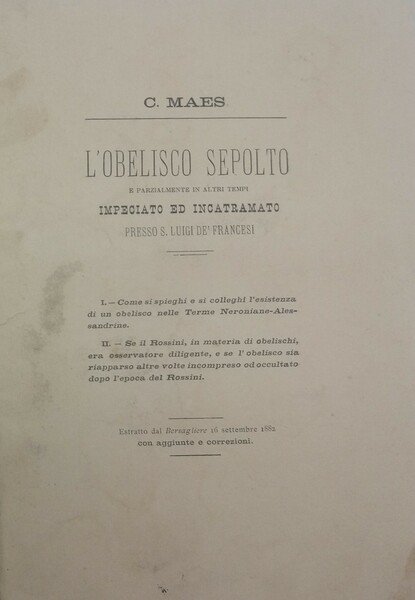 C. MAES
L'OBELISCO SEPOLTO
E PARZIALMENTE IN ALTRI TEMPI
IMPECIATO ED INCATRAMATO
PRESSO S. LUIGI DE' FRANCESI
I. — Come si spieghi e si colleghi l'esistenza
di un obelisco nelle Terme Neroniane-Ales-
sandrine.
II. — Se il Rossini, in materia di obelischi,
era osservatore diligente, e se l'obelisco sia
riapparso altre volte incompreso od occultato
dopo l'epoca del Rossini.
Estratto dal Bersagliere 16 settembre 1882
con aggiunte e correzioni.